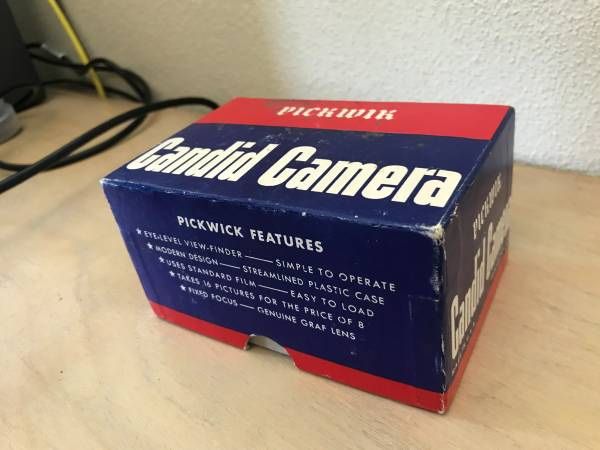 PICKWIK
Candid Camera
PICKWICK FEATURES
★ EYE-LEVEL VIEW-FINDER — SIMPLE TO OPERATE
★ MODERN DESIGN — STREAMLINED PLASTIC CASE
★ USES STANDARD FILM — EASY TO LOAD
★ TAKES 16 PICTURES FOR THE PRICE OF 8
★ FIXED FOCUS — GENUINE GRAF LENS
PICKWIK
Candid Camera